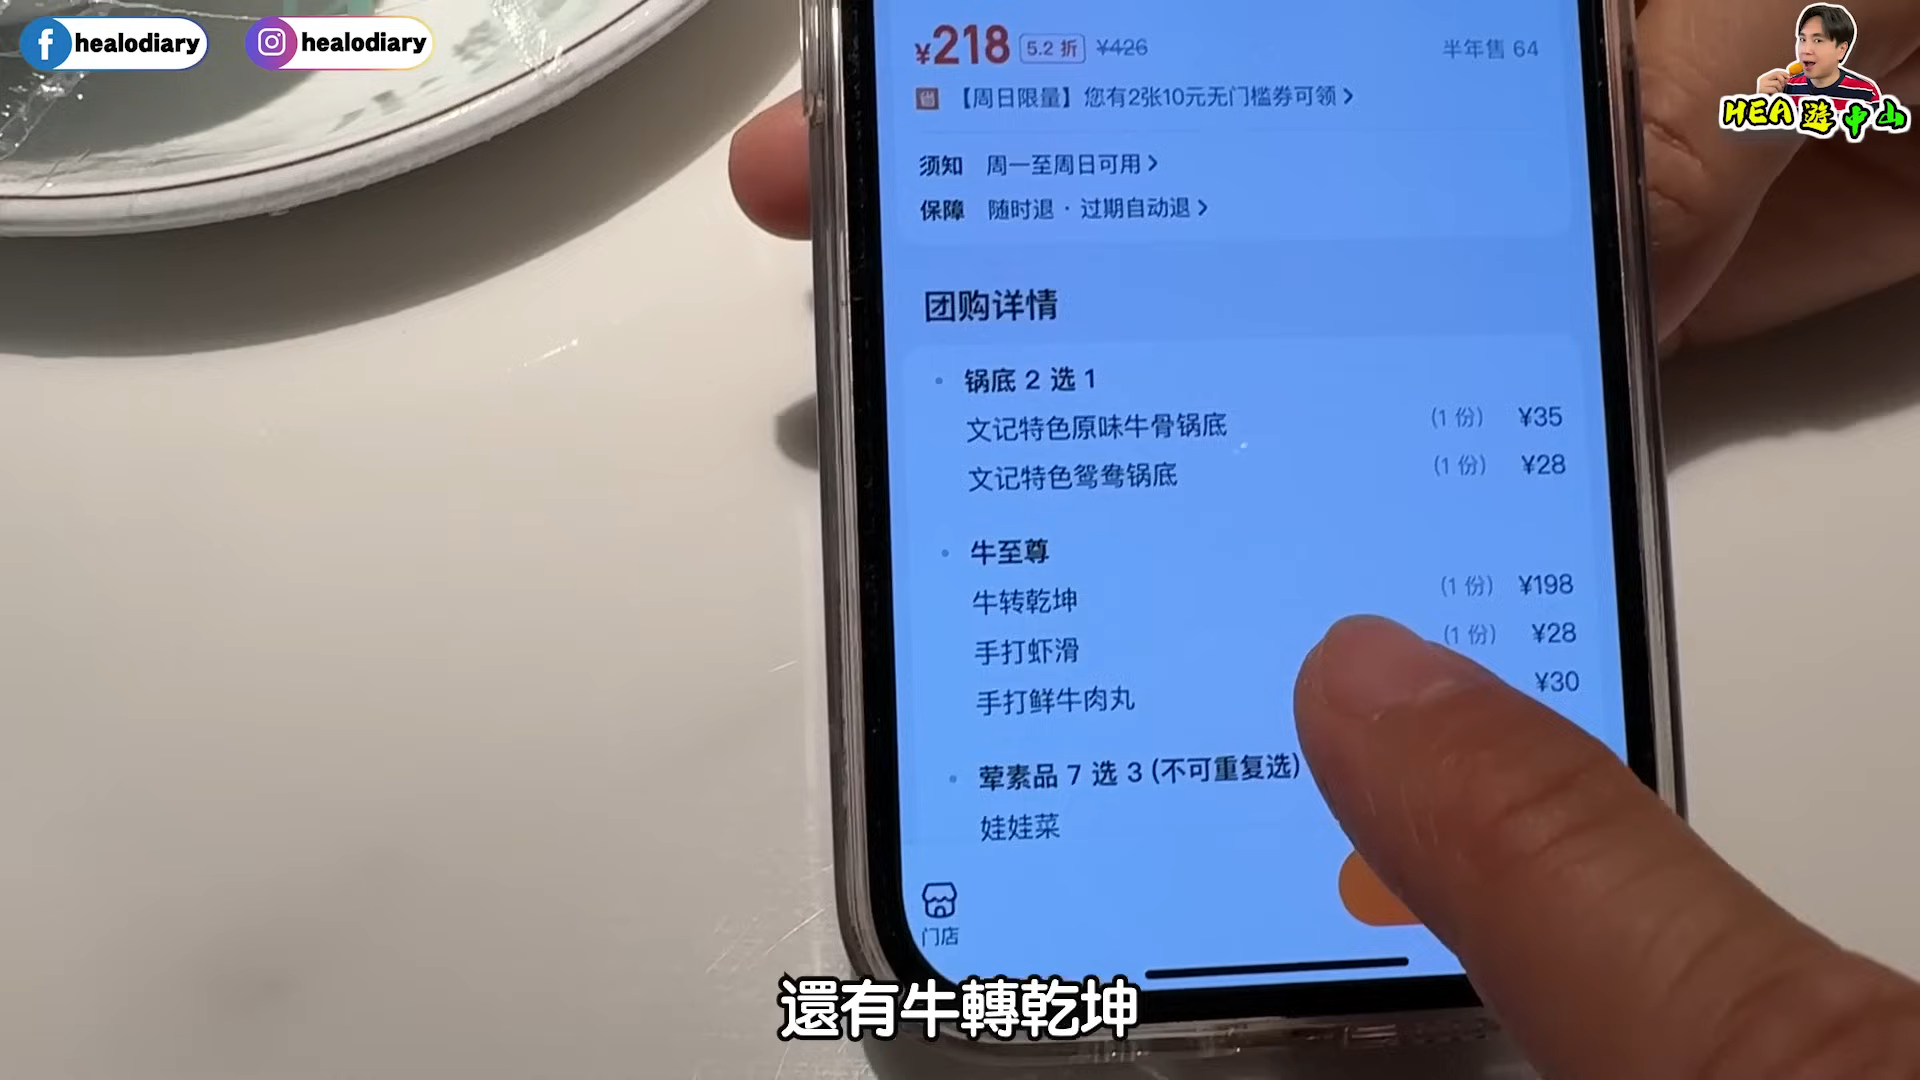 healodiary
healodiary
HEA遊中山
¥218 5.2 折 ¥426 半年售 64
省 【周日限量】您有2张10元无门槛券可领
须知 周一至周日可用
保障 随时退 · 过期自动退
团购详情
锅底 2 选 1
文记特色原味牛骨锅底 (1 份) ¥35
文记特色鸳鸯锅底 (1 份) ¥28
牛至尊
牛转乾坤 (1 份) ¥198
手打虾滑 (1 份) ¥28
手打鲜牛肉丸 ¥30
荤素品 7 选 3 (不可重复选)
娃娃菜
门店
還有牛轉乾坤